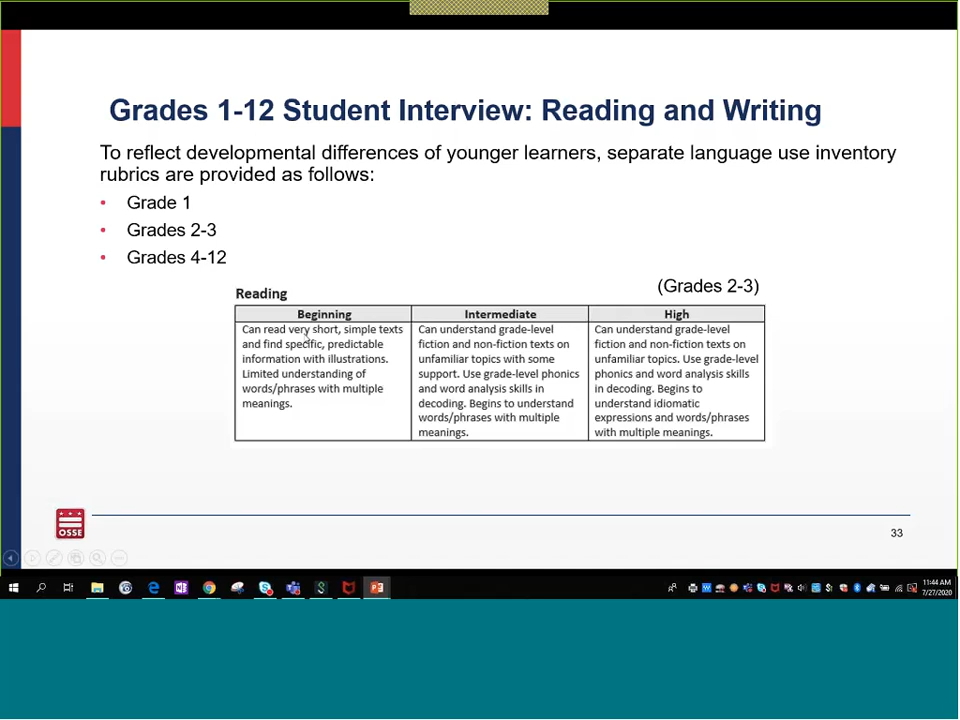 Grades 1-12 Student Interview: Reading and Writing
To reflect developmental differences of younger learners, separate language use inventory
rubrics are provided as follows:
• Grade 1
• Grades 2-3
• Grades 4-12
(Grades 2-3)
Reading
Beginning
Can read very short, simple texts
and find specific, predictable
information with illustrations.
Limited understanding of
words/phrases with multiple
meanings.
Intermediate
Can understand grade-level
fiction and non-fiction texts on
unfamiliar topics with some
support. Use grade-level phonics
and word analysis skills in
decoding. Begins to understand
words/phrases with multiple
meanings.
High
Can understand grade-level
fiction and non-fiction texts on
unfamiliar topics. Use grade-level
phonics and word analysis skills
in decoding. Begins to
understand idiomatic
expressions and words/phrases
with multiple meanings.
OSSE
33
11:44 AM
7/27/2020